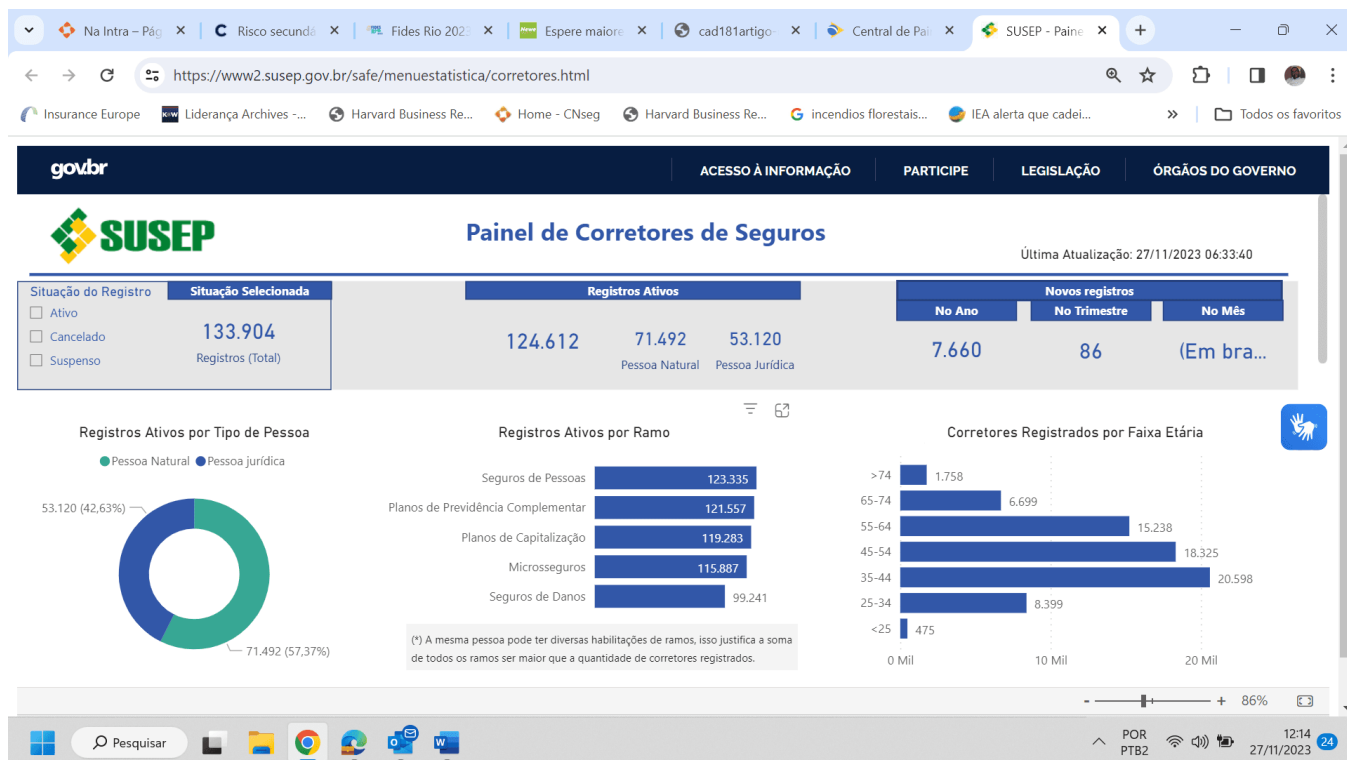 Na Intra – Pág
Risco secundá
Fides Rio 2023
Espere maiore
cad181artigo-
Central de Pai
SUSEP - Paine
https://www2.susep.gov.br/safe/menuestatistica/corretores.html
Insurance Europe
Liderança Archives -...
Harvard Business Re...
Home - CNseg
Harvard Business Re...
incendios florestais...
IEA alerta que cadei...
Todos os favoritos
gov.br
ACESSO À INFORMAÇÃO
PARTICIPE
LEGISLAÇÃO
ÓRGÃOS DO GOVERNO
SUSEP
Painel de Corretores de Seguros
Última Atualização: 27/11/2023 06:33:40
Situação do Registro
Ativo
Cancelado
Suspenso
Situação Selecionada
133.904
Registros (Total)
Registros Ativos
124.612
71.492
Pessoa Natural
53.120
Pessoa Jurídica
Novos registros
No Ano
No Trimestre
No Mês
7.660
86
(Em bra...
Registros Ativos por Tipo de Pessoa
Pessoa Natural
Pessoa jurídica
53.120 (42,63%)
71.492 (57,37%)
Registros Ativos por Ramo
Seguros de Pessoas 123.335
Planos de Previdência Complementar 121.557
Planos de Capitalização 119.283
Microsseguros 115.887
Seguros de Danos 99.241
(*) A mesma pessoa pode ter diversas habilitações de ramos, isso justifica a soma
de todos os ramos ser maior que a quantidade de corretores registrados.
Corretores Registrados por Faixa Etária
>74 1.758
65-74 6.699
55-64 15.238
45-54 18.325
35-44 20.598
25-34 8.399
<25 475
0 Mil 10 Mil 20 Mil
- + 86%
Pesquisar
POR
PTB2
12:14
27/11/2023
24